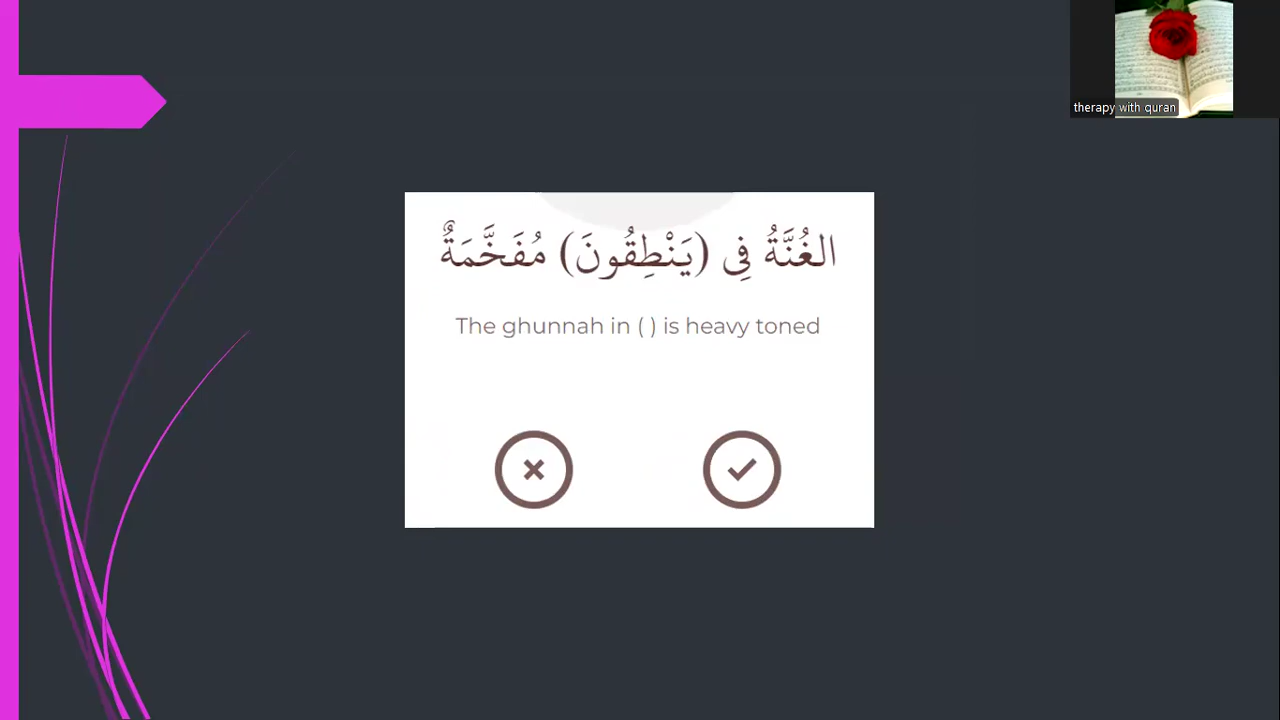 therapy with quran
الغُنَّةُ فِى (يَنْطِقُونَ) مُفَخَّمَةٌ
The ghunnah in ( ) is heavy toned